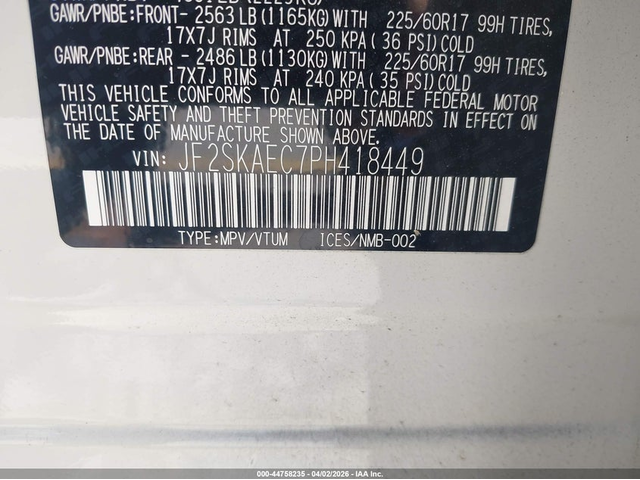 GAWR/PNBE:FRONT- 2563 LB(1165KG)WITH 225/60R17 99H TIRES,
17X7J RIMS AT 250 KPA( 36 PSI)COLD
GAWR/PNBE:REAR - 2486 LB(1130KG)WITH 225/60R17 99H TIRES,
17X7J RIMS AT 240 KPA( 35 PSI)COLD
THIS VEHICLE CONFORMS TO ALL APPLICABLE FEDERAL MOTOR
VEHICLE SAFETY AND THEFT PREVENTION STANDARDS IN EFFECT ON
THE DATE OF MANUFACTURE SHOWN ABOVE.
VIN: JF2SKAEC7PH418449
TYPE:MPV/VTUM ICES/NMB-002
000-44758235 - 04/02/2026 - IAA Inc.